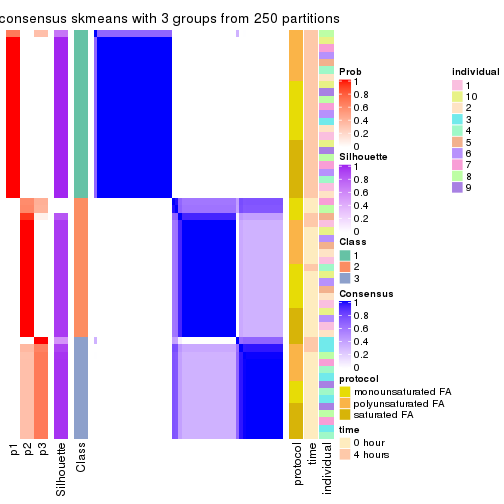 consensus skmeans with 3 groups from 250 partitions
Prob
1
0.8
0.6
0.4
0.2
0
Silhouette
1
0.8
0.6
0.4
0.2
0
Class
1
2
3
Consensus
1
0.8
0.6
0.4
0.2
0
protocol
monounsaturated FA
polyunsaturated FA
saturated FA
time
0 hour
4 hours
individual
1
10
2
3
4
5
6
7
8
9
p1
p2
p3
Silhouette
Class
protocol
time
individual